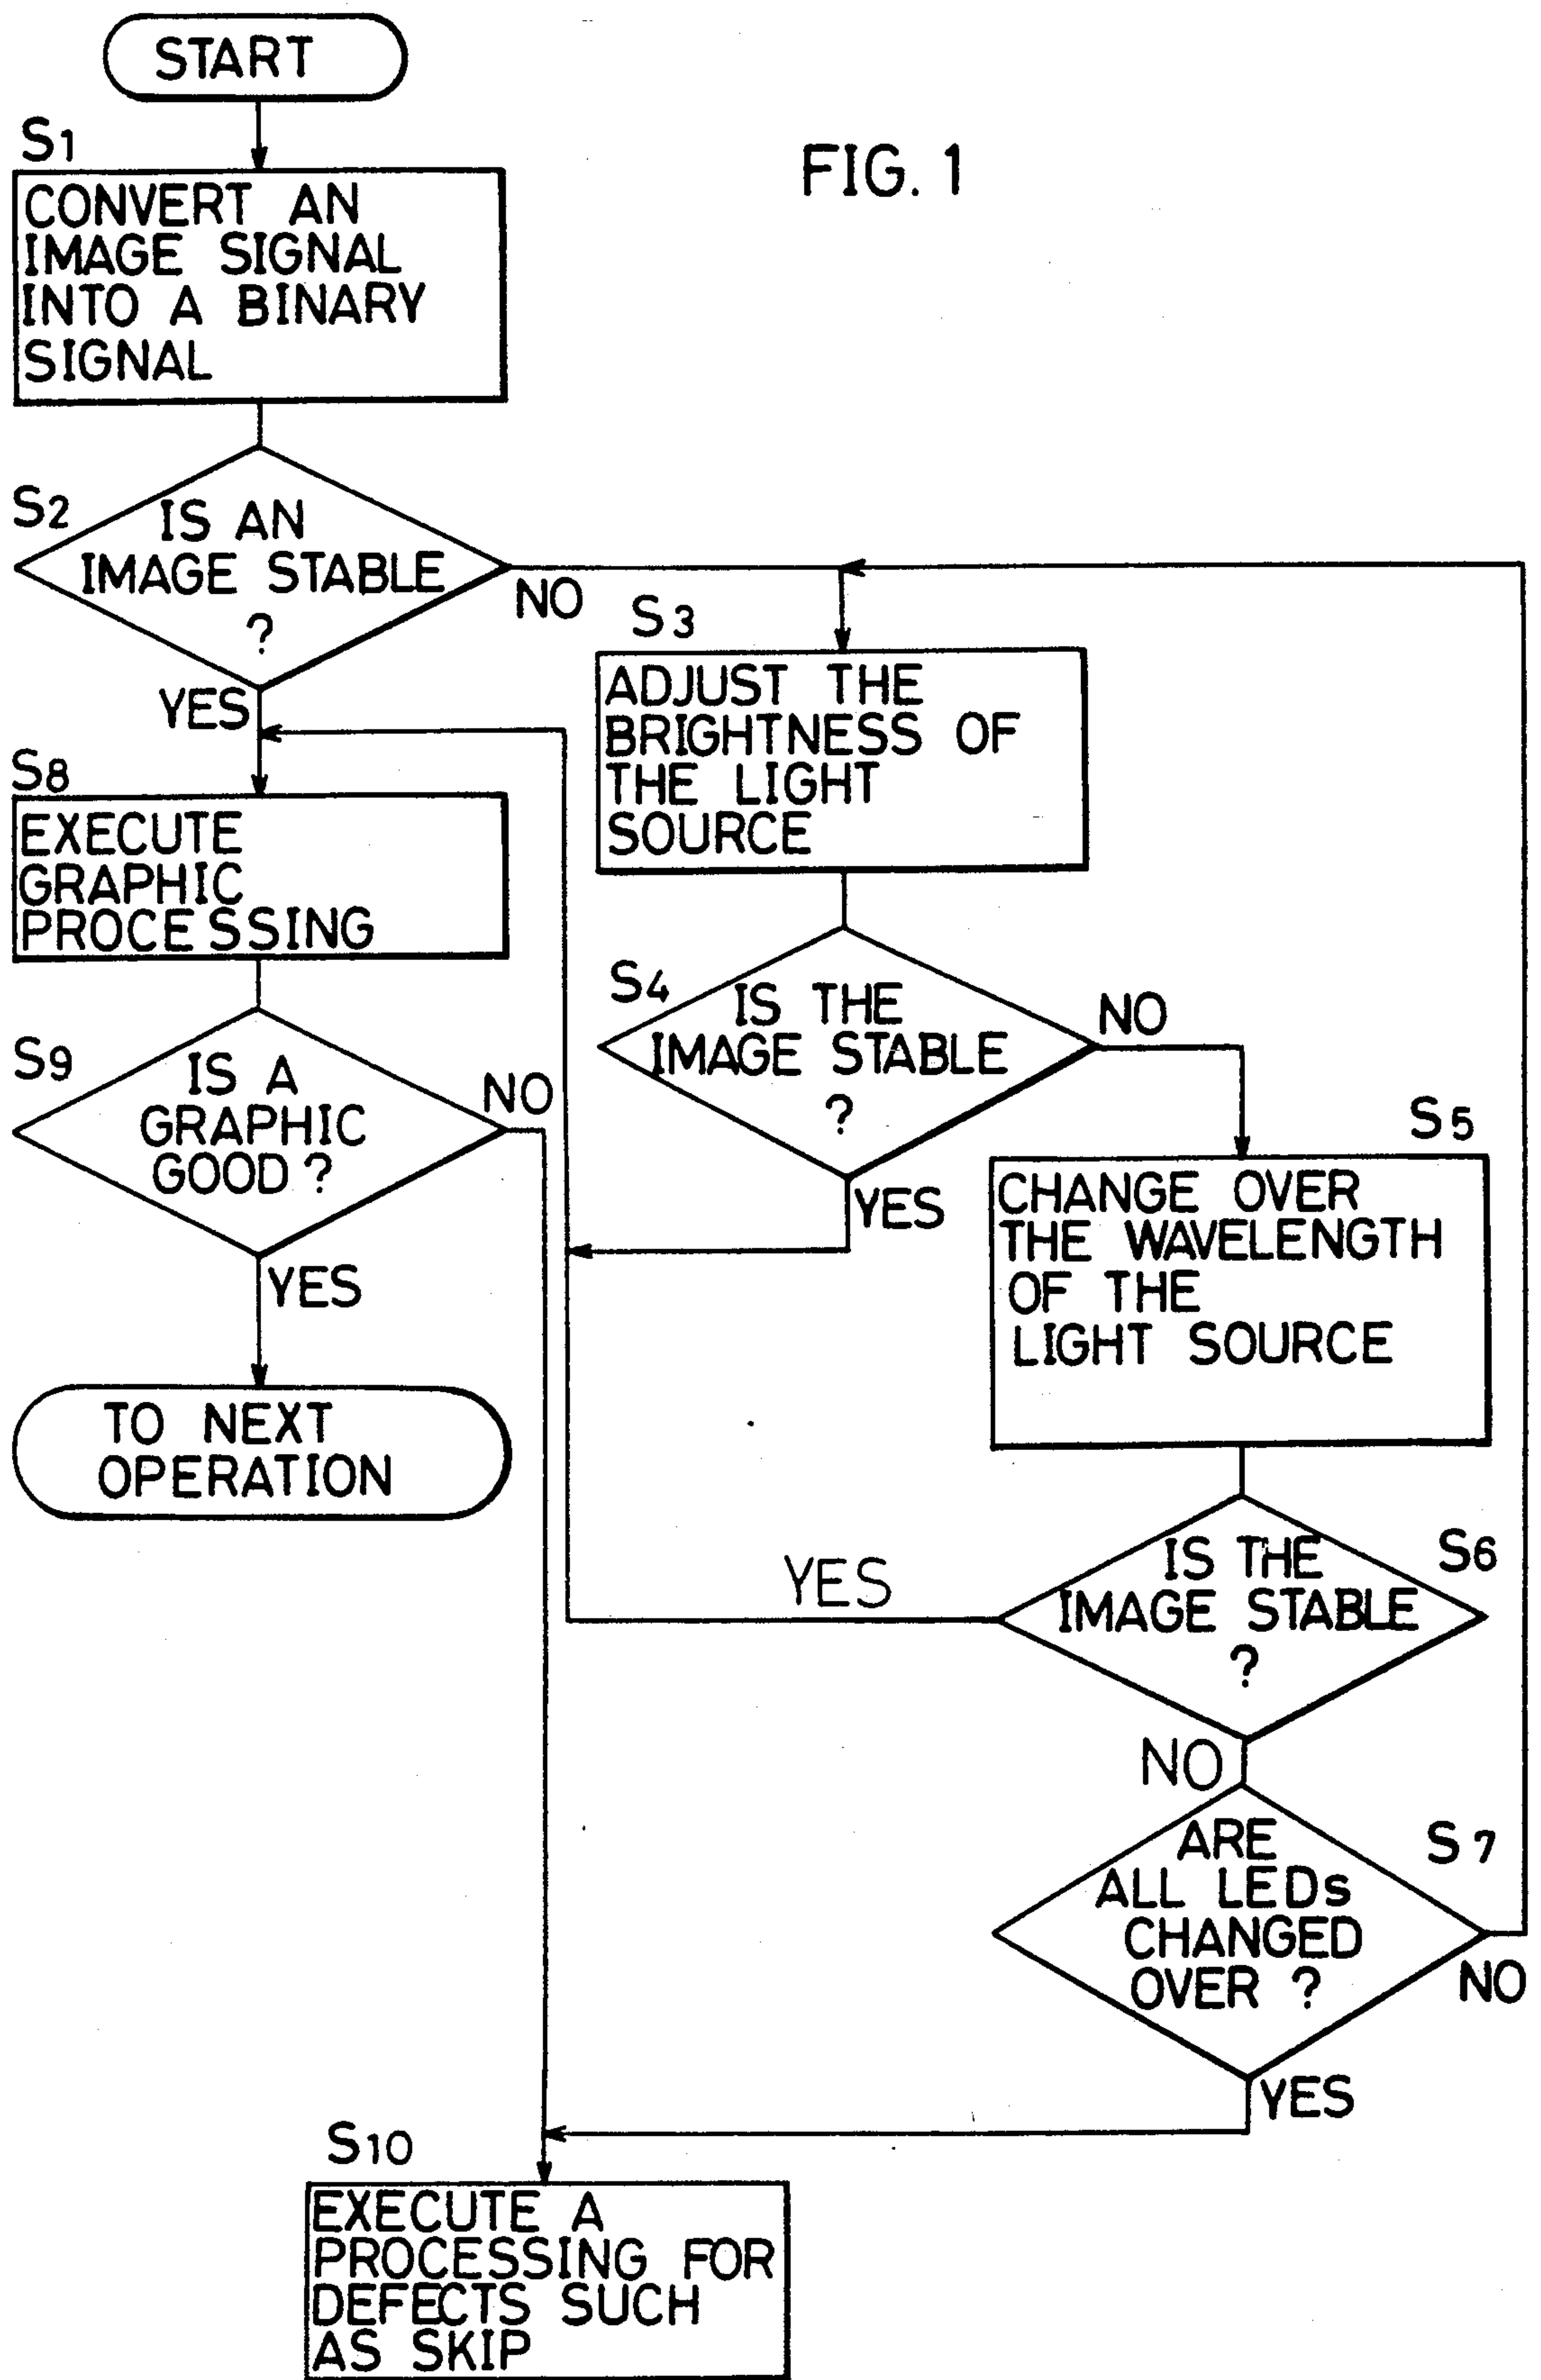 START
S1
FIG. 1
CONVERT AN
IMAGE SIGNAL
INTO A BINARY
SIGNAL
S2
IS AN
IMAGE STABLE
?
NO
YES
S3
ADJUST THE
BRIGHTNESS OF
THE LIGHT
SOURCE
S8
EXECUTE
GRAPHIC
PROCESSING
S4
IS THE
IMAGE STABLE
?
NO
YES
S9
IS A
GRAPHIC
GOOD ?
NO
YES
S5
CHANGE OVER
THE WAVELENGTH
OF THE
LIGHT SOURCE
TO NEXT
OPERATION
S6
IS THE
IMAGE STABLE
?
YES
NO
S7
ARE
ALL LEDs
CHANGED
OVER ?
NO
YES
S10
EXECUTE A
PROCESSING FOR
DEFECTS SUCH
AS SKIP